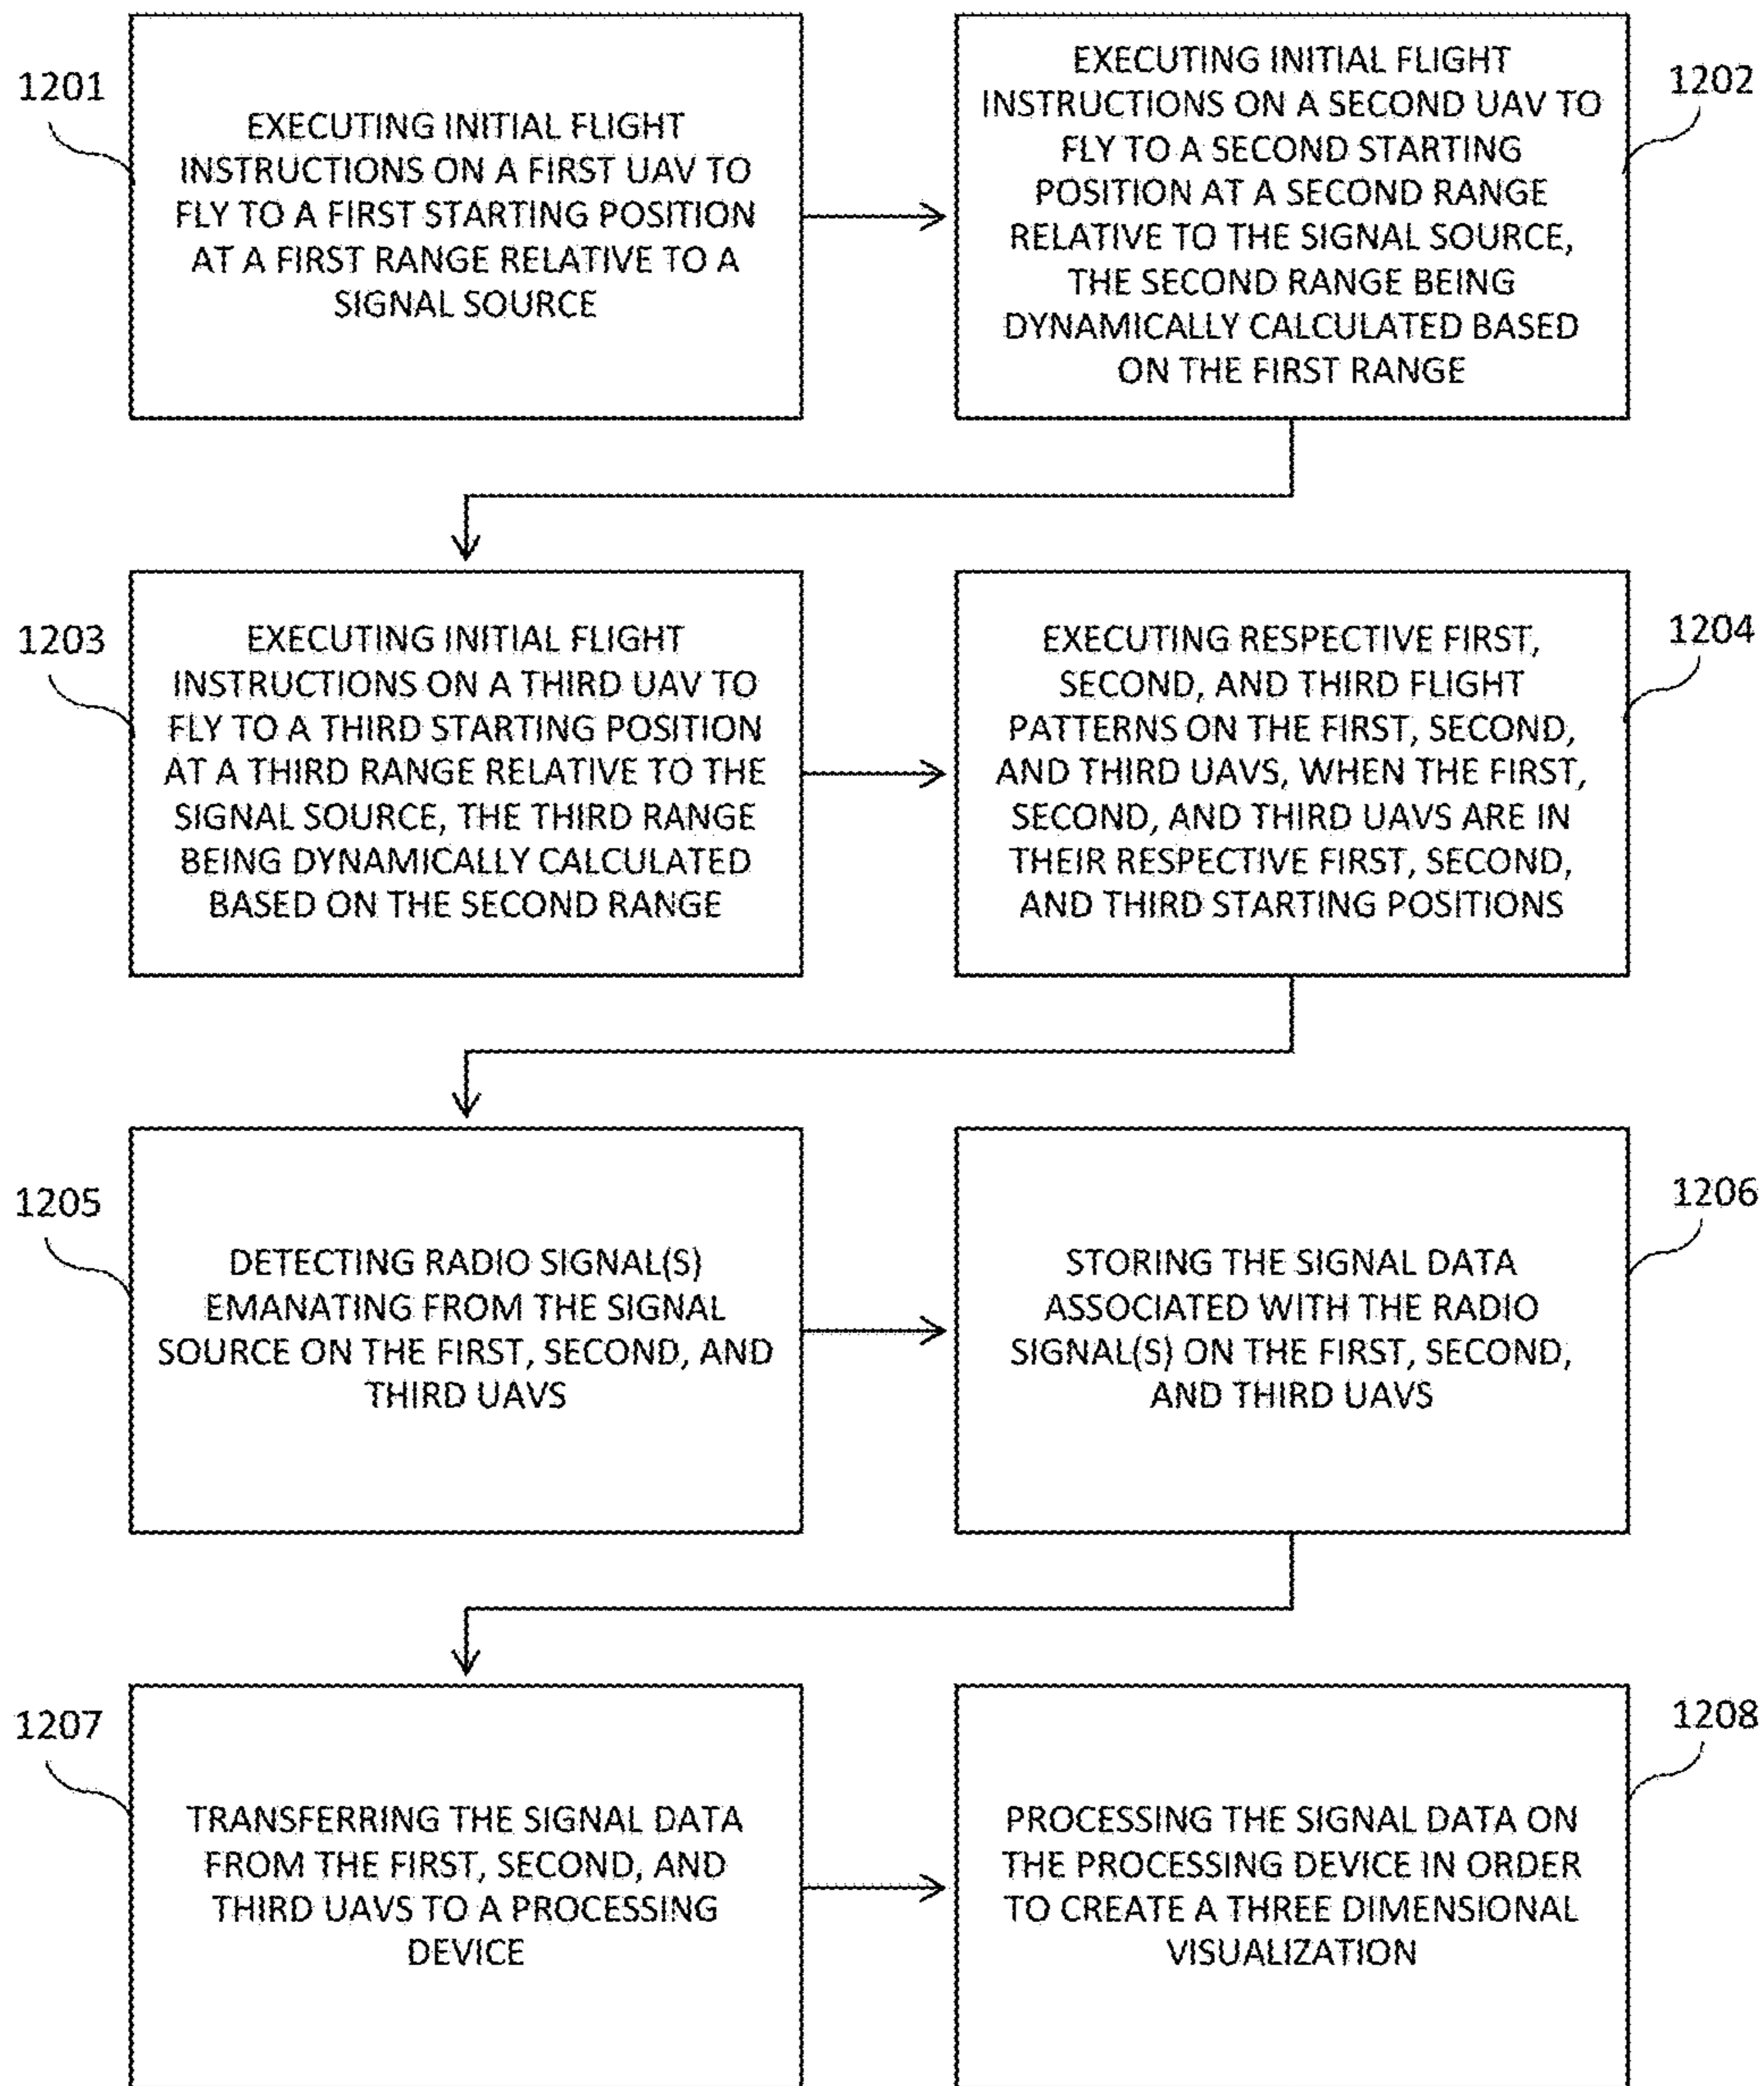 1201
EXECUTING INITIAL FLIGHT
INSTRUCTIONS ON A FIRST UAV TO
FLY TO A FIRST STARTING POSITION
AT A FIRST RANGE RELATIVE TO A
SIGNAL SOURCE
1202
EXECUTING INITIAL FLIGHT
INSTRUCTIONS ON A SECOND UAV TO
FLY TO A SECOND STARTING
POSITION AT A SECOND RANGE
RELATIVE TO THE SIGNAL SOURCE,
THE SECOND RANGE BEING
DYNAMICALLY CALCULATED BASED
ON THE FIRST RANGE
1203
EXECUTING INITIAL FLIGHT
INSTRUCTIONS ON A THIRD UAV TO
FLY TO A THIRD STARTING POSITION
AT A THIRD RANGE RELATIVE TO THE
SIGNAL SOURCE, THE THIRD RANGE
BEING DYNAMICALLY CALCULATED
BASED ON THE SECOND RANGE
1204
EXECUTING RESPECTIVE FIRST,
SECOND, AND THIRD FLIGHT
PATTERNS ON THE FIRST, SECOND,
AND THIRD UAVS, WHEN THE FIRST,
SECOND, AND THIRD UAVS ARE IN
THEIR RESPECTIVE FIRST, SECOND,
AND THIRD STARTING POSITIONS
1205
DETECTING RADIO SIGNAL(S)
EMANATING FROM THE SIGNAL
SOURCE ON THE FIRST, SECOND, AND
THIRD UAVS
1206
STORING THE SIGNAL DATA
ASSOCIATED WITH THE RADIO
SIGNAL(S) ON THE FIRST, SECOND,
AND THIRD UAVS
1207
TRANSFERRING THE SIGNAL DATA
FROM THE FIRST, SECOND, AND
THIRD UAVS TO A PROCESSING
DEVICE
1208
PROCESSING THE SIGNAL DATA ON
THE PROCESSING DEVICE IN ORDER
TO CREATE A THREE DIMENSIONAL
VISUALIZATION